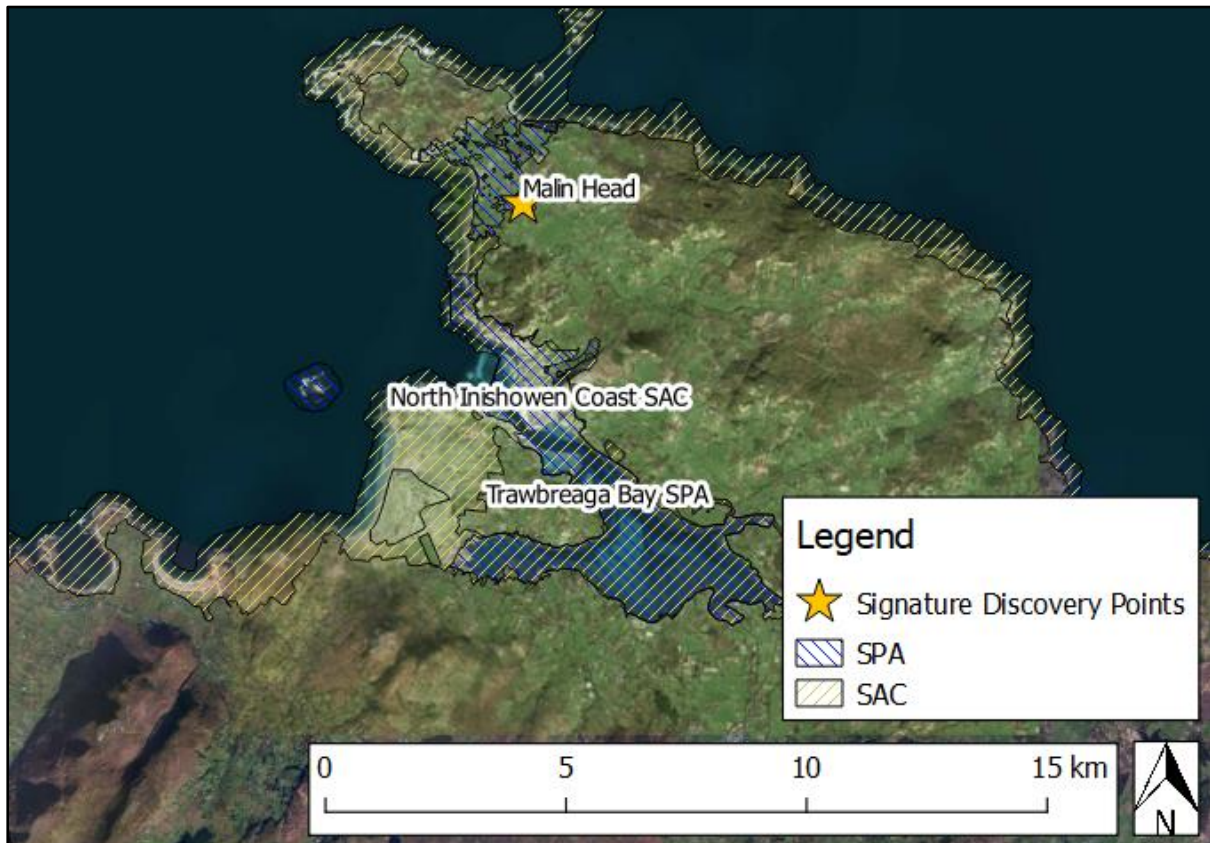 Malin Head
North Inishowen Coast SAC
Trawbreaga Bay SPA
Legend
Signature Discovery Points
SPA
SAC
0 5 10 15 km
N